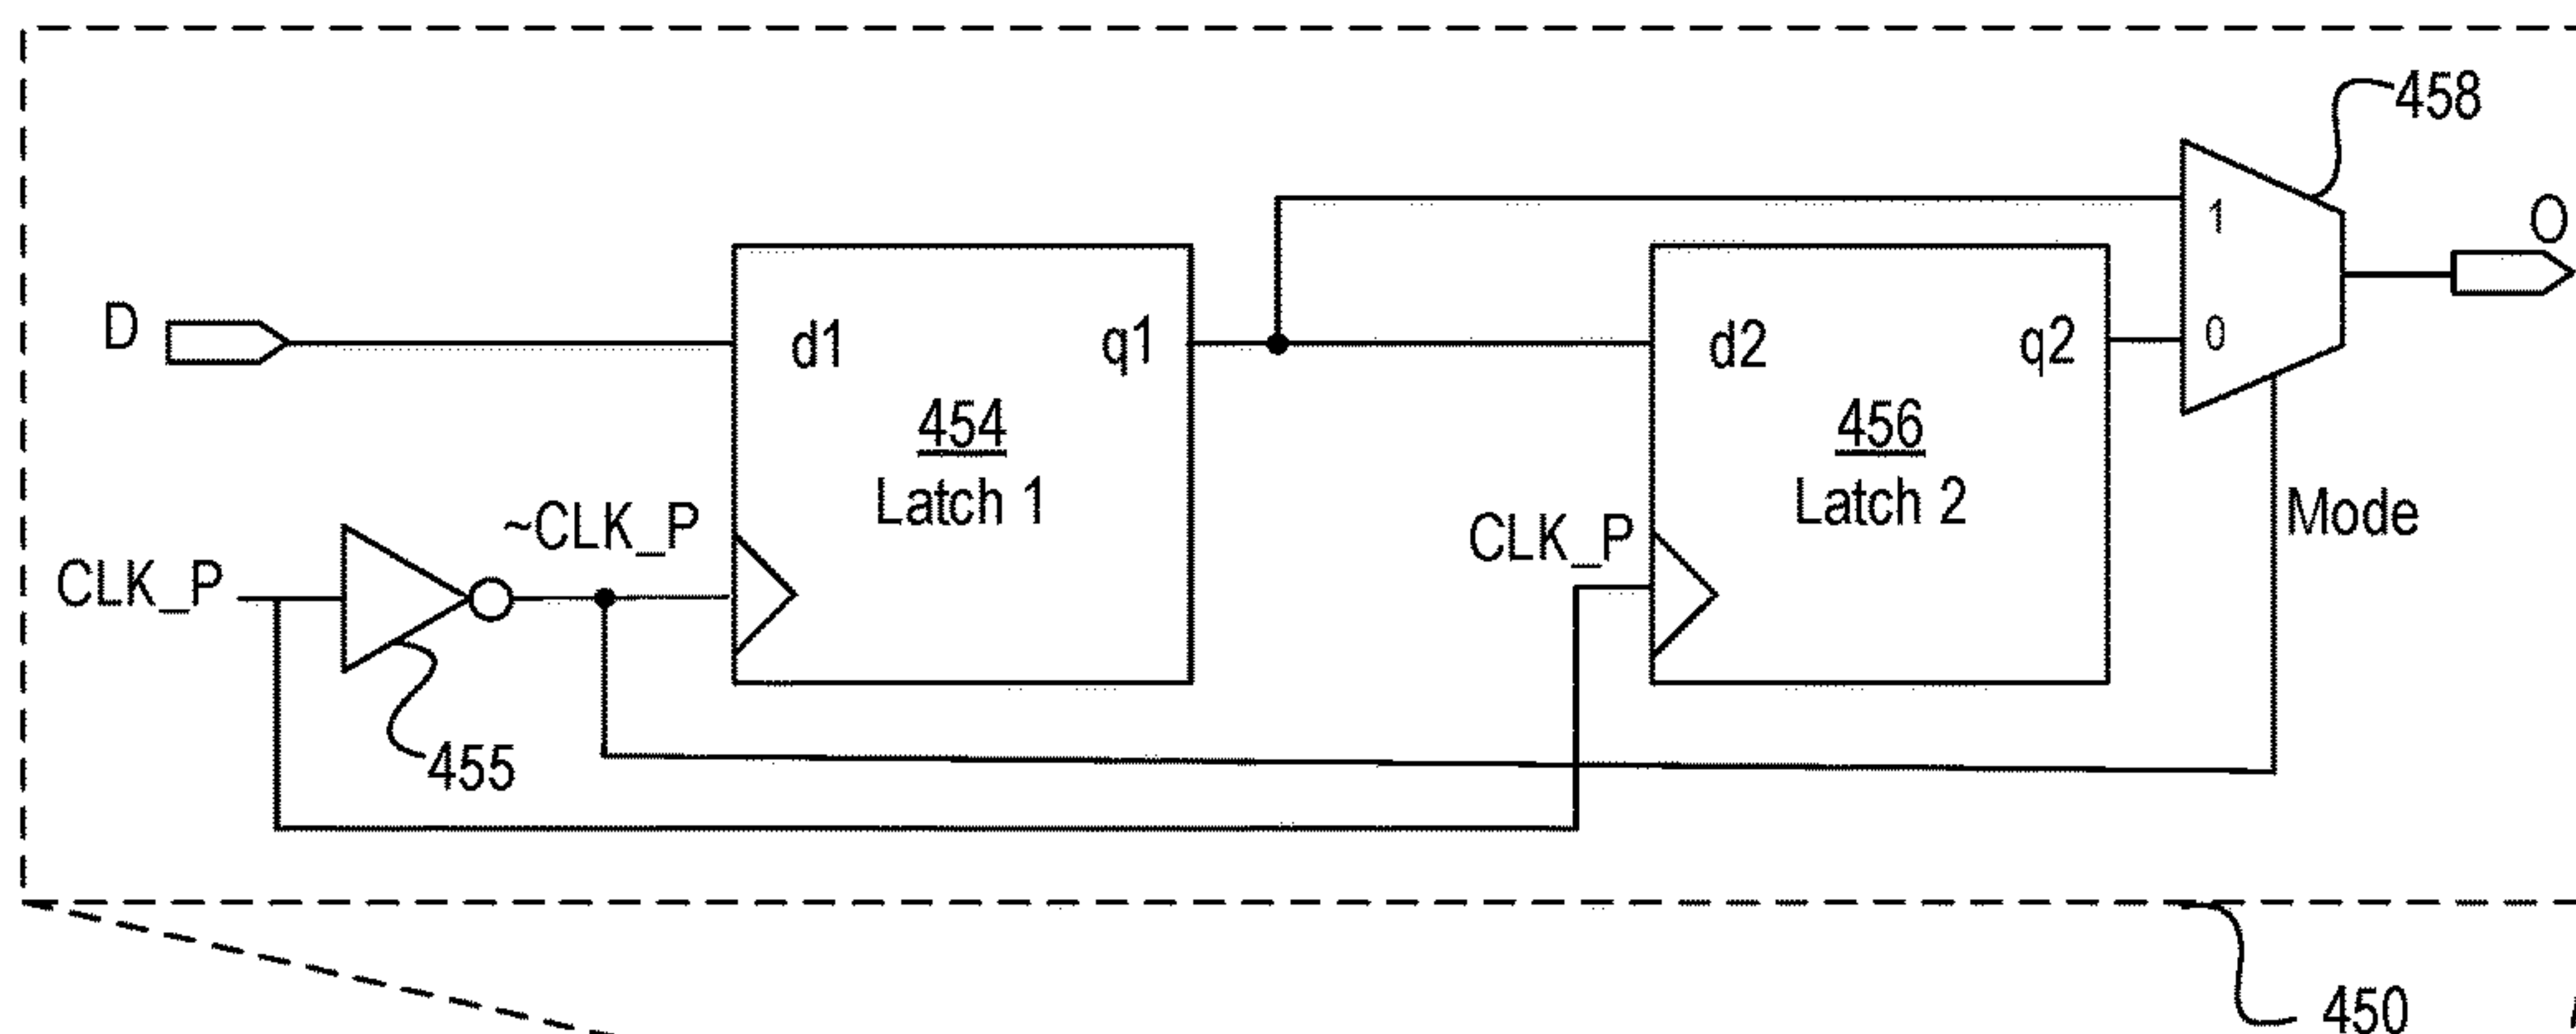 458
O
1
D
d1
q1
d2
q2
0
454
Latch 1
456
Latch 2
~CLK_P
CLK_P
Mode
CLK_P
455
450